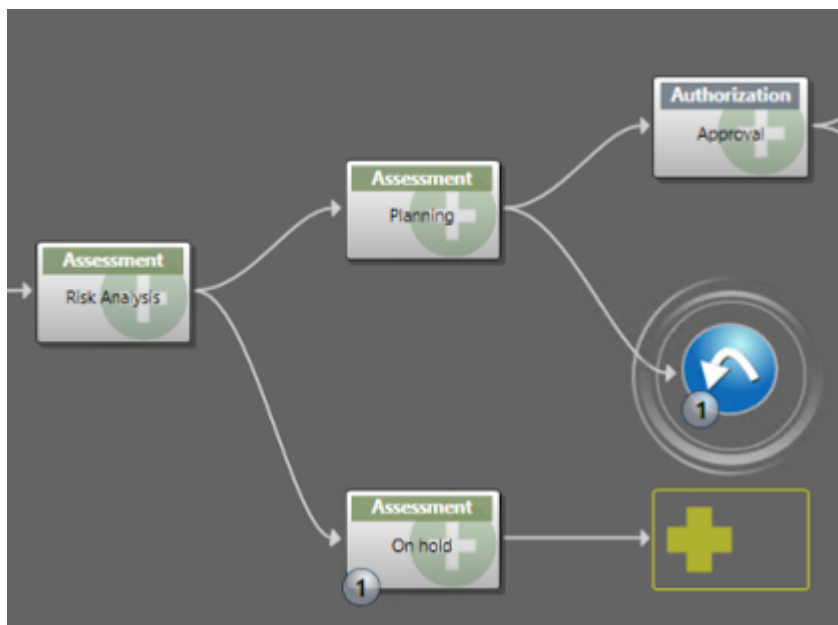 Authorization
Approval
Assessment
Planning
Assessment
Risk Analysis
1
Assessment
On hold
1